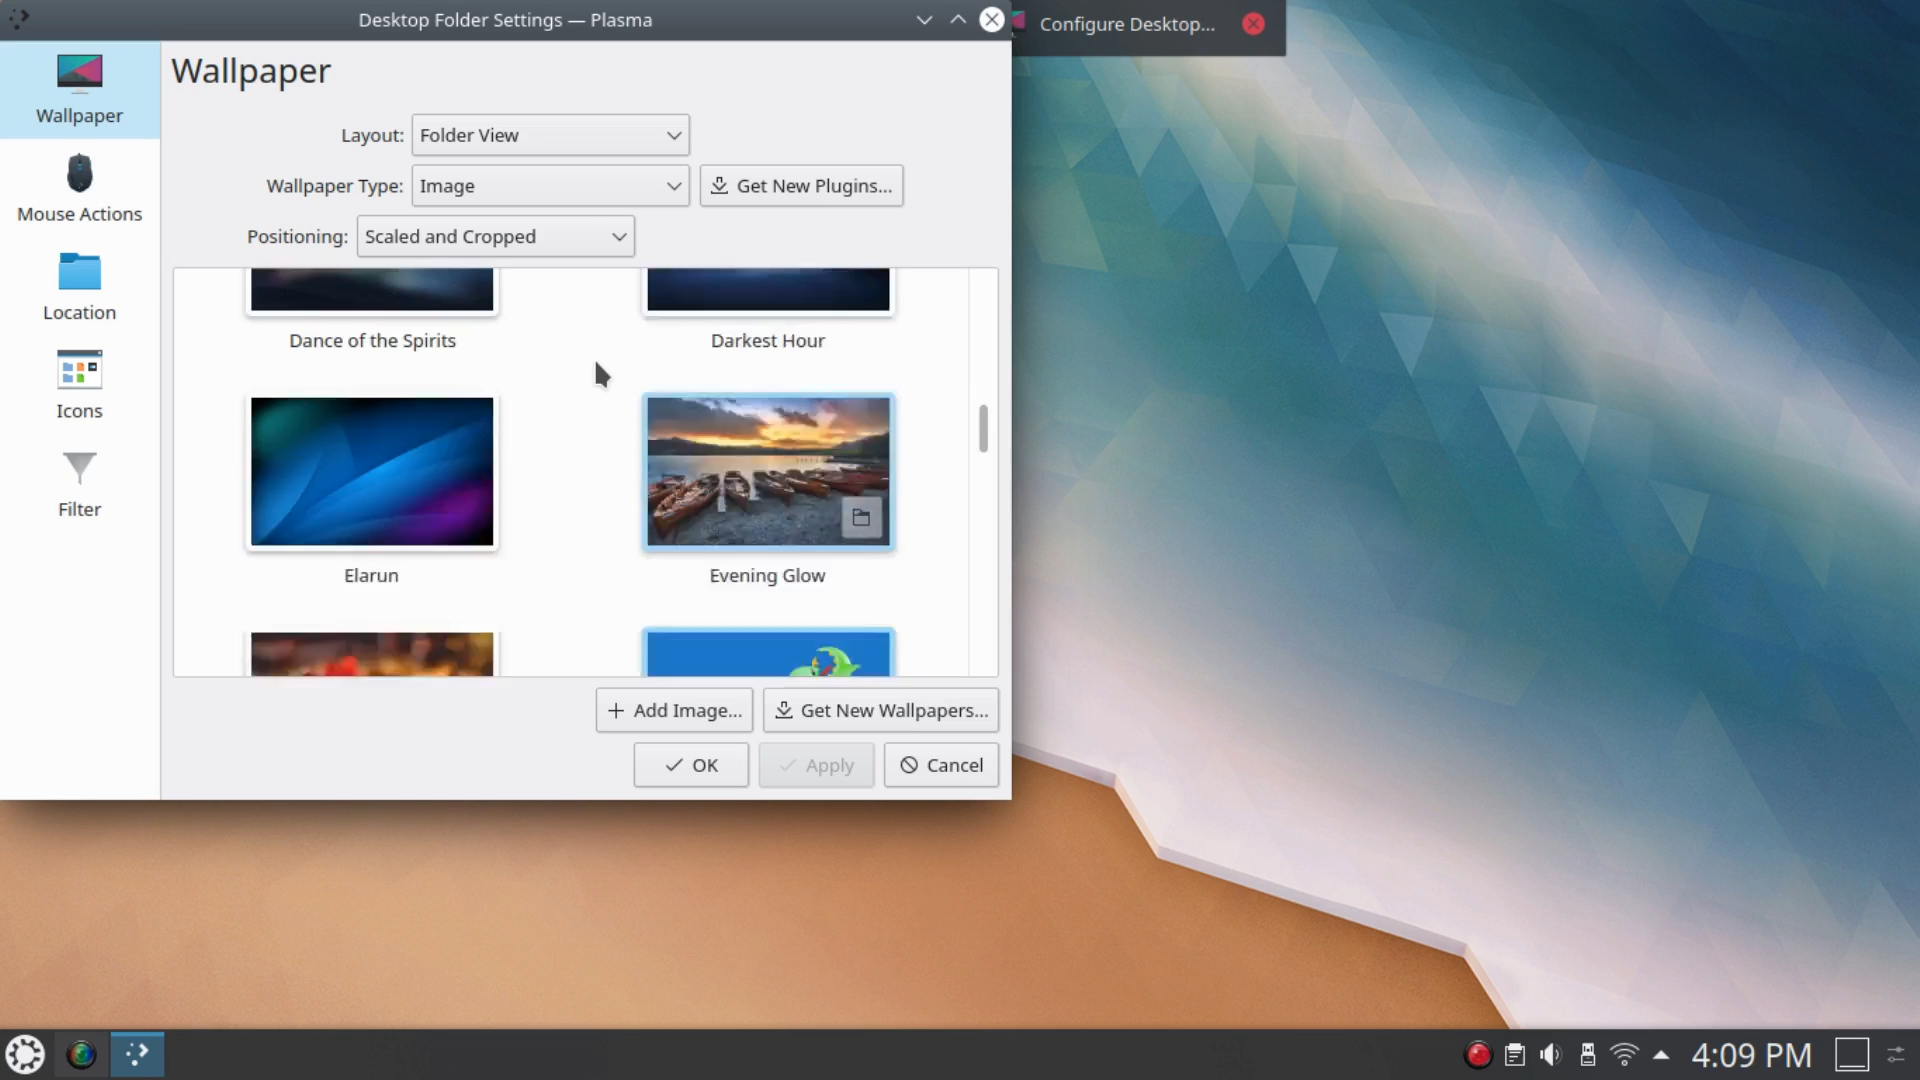 Desktop Folder Settings — Plasma
Configure Desktop...
Wallpaper
Wallpaper
Layout: Folder View
Mouse Actions
Wallpaper Type: Image Get New Plugins...
Positioning: Scaled and Cropped
Location
Dance of the Spirits Darkest Hour
Icons
Filter
Elarun Evening Glow
Add Image... Get New Wallpapers...
OK Apply Cancel
4:09 PM